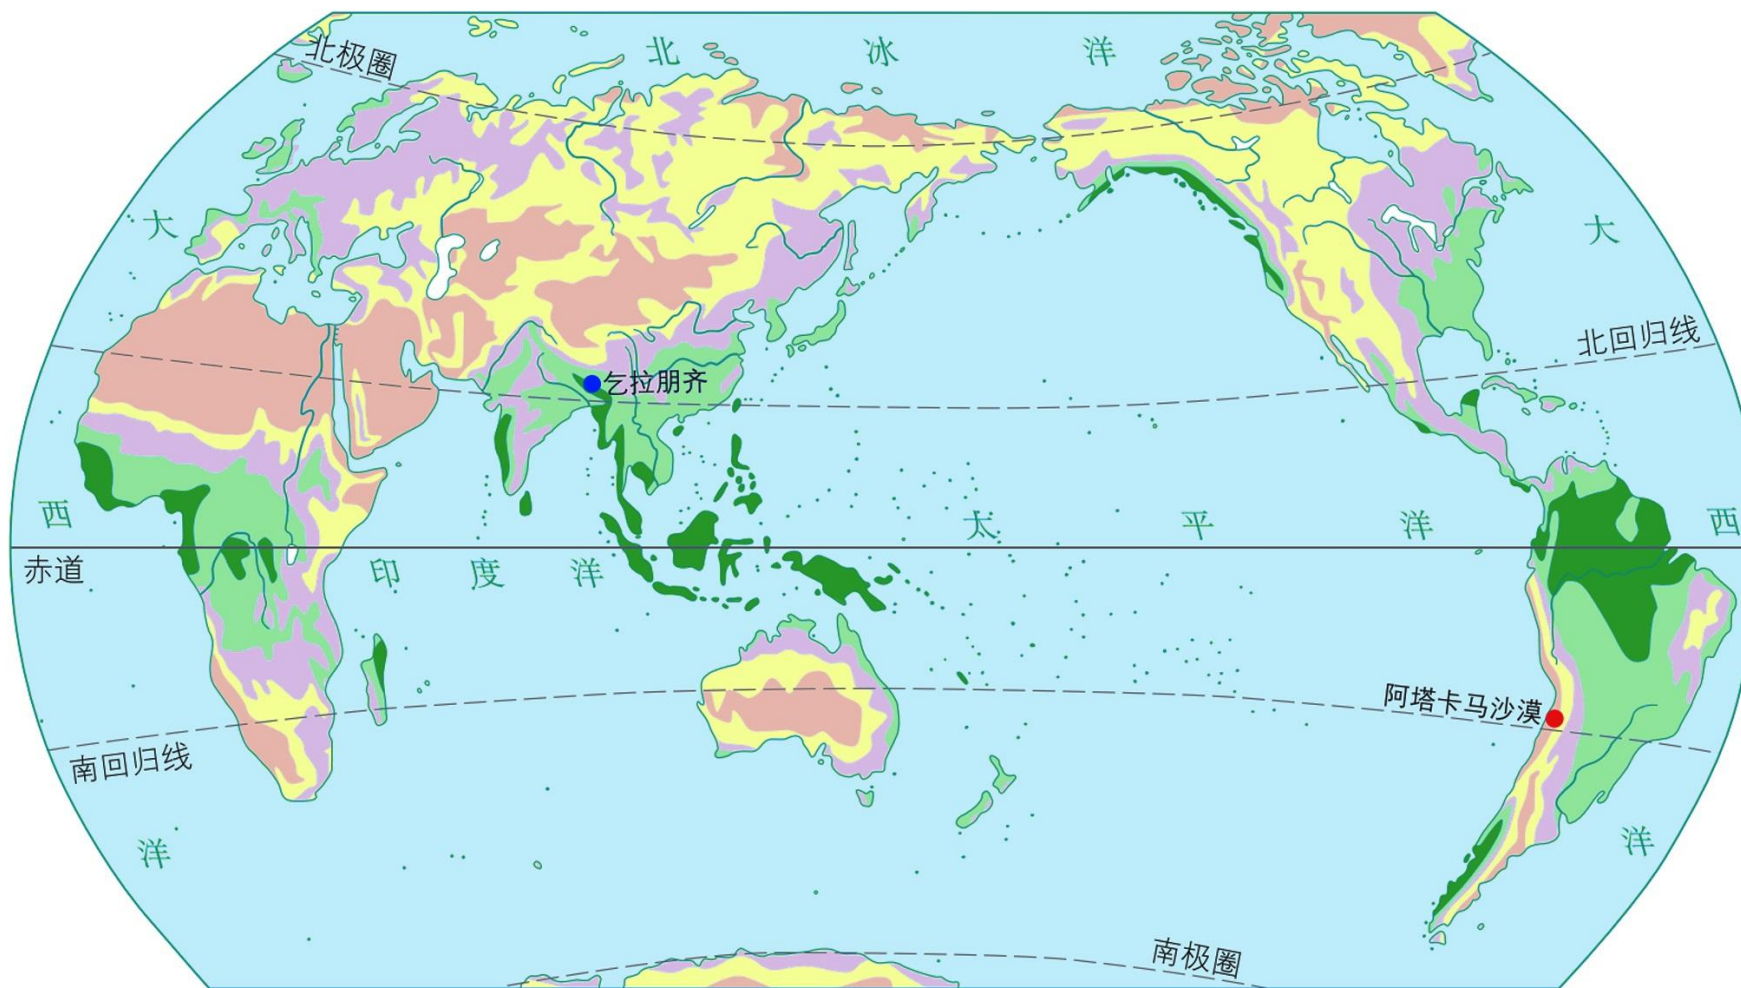 北极圈
北 冰 洋
大
大
北回归线
乞拉朋齐
西
太 平 洋
西
赤道
印 度 洋
阿塔卡马沙漠
南回归线
洋
洋
南极圈